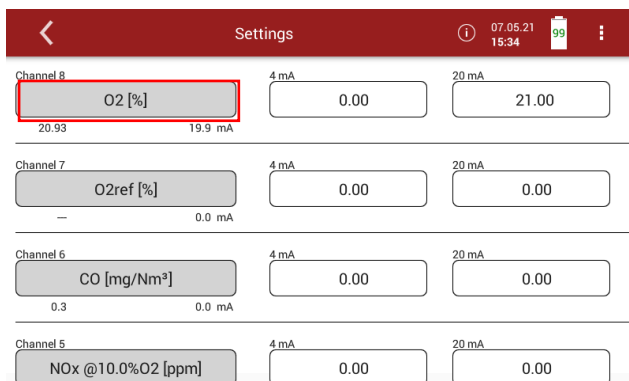 Settings
07.05.21
15:34
99
Channel 8 4 mA 20 mA
O2 [%] 0.00 21.00
20.93 19.9 mA
Channel 7 4 mA 20 mA
O2ref [%] 0.00 0.00
--- 0.0 mA
Channel 6 4 mA 20 mA
CO [mg/Nm³] 0.00 0.00
0.3 0.0 mA
Channel 5 4 mA 20 mA
NOx @10.0%O2 [ppm] 0.00 0.00